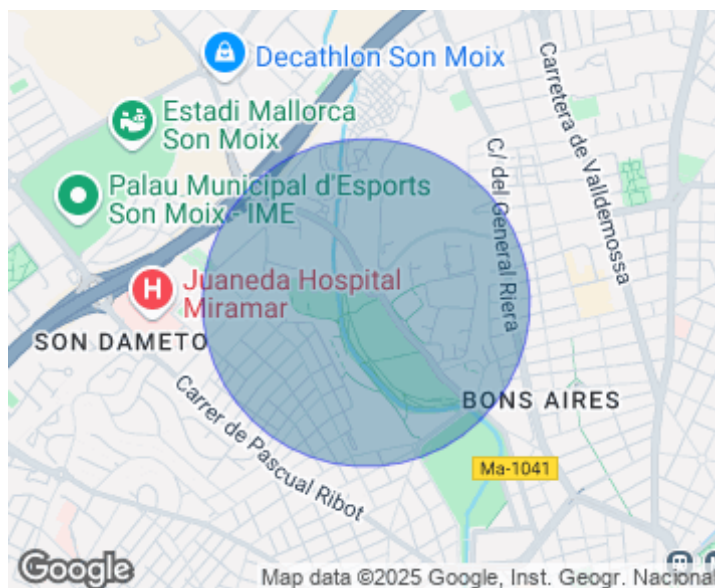 Decathlon Son Moix
Estadi Mallorca
Son Moix
Palau Municipal d'Esports
Son Moix - IME
Juaneda Hospital
Miramar
SON DAMETO
Carrer de Pascual Ribot
C/ del General Riera
Carretera de Valldemossa
BONS AIRES
Ma-1041
Google
Map data ©2025 Google, Inst. Geogr. Nacional